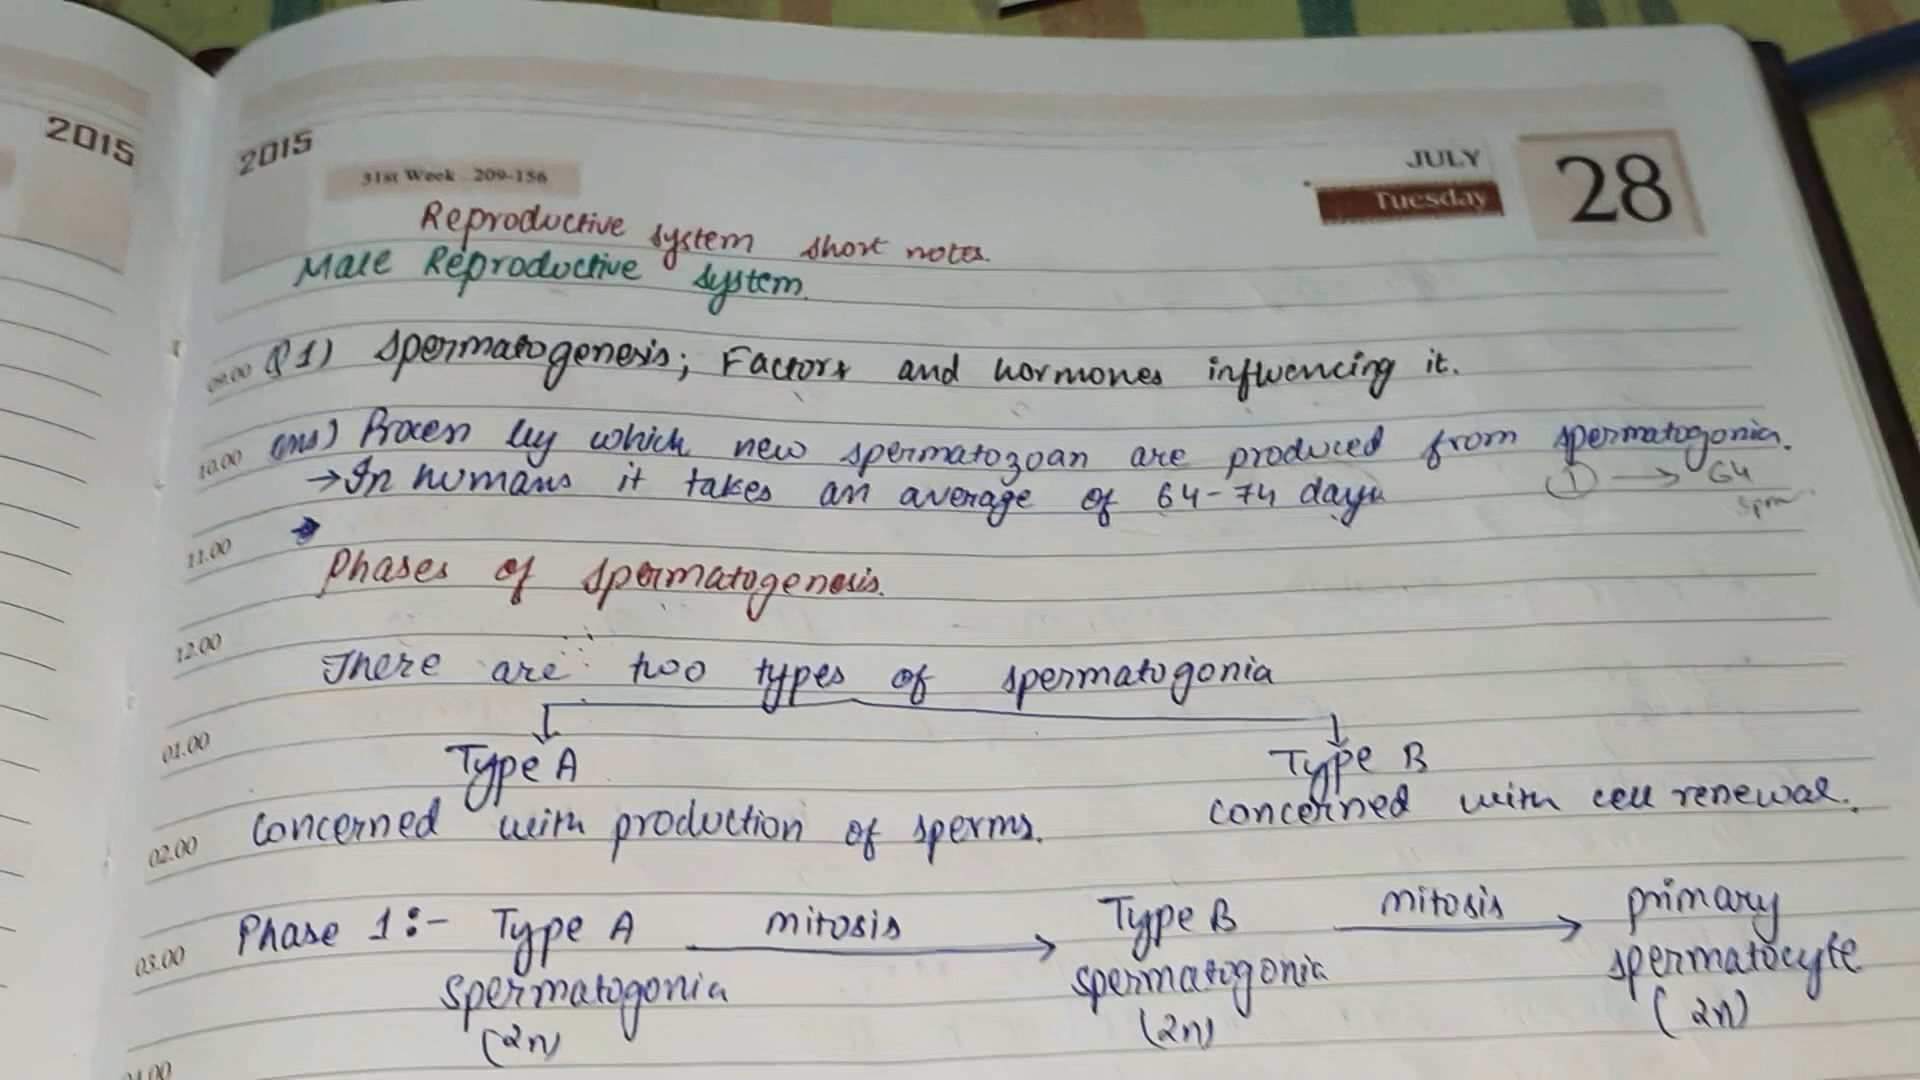 2015
2015
31st Week 209-156
JULY
Tuesday
28
Reproductive system short notes.
Male Reproductive system.
09.00 Q1) Spermatogenesis; Factors and hormones influencing it.
10.00 Ans) Process by which new spermatozoan are produced from spermatogonia.
→ In humans it takes an average of 64-74 days
1 → 64
11.00
Phases of spermatogenesis.
12.00
There are two types of spermatogonia
01.00
Type A Type B
02.00 concerned with production of sperms. concerned with cell renewal.
03.00 Phase 1:- Type A mitosis Type B mitosis primary
spermatogonia spermatogonia spermatocyte
(2n) (2n) (2n)